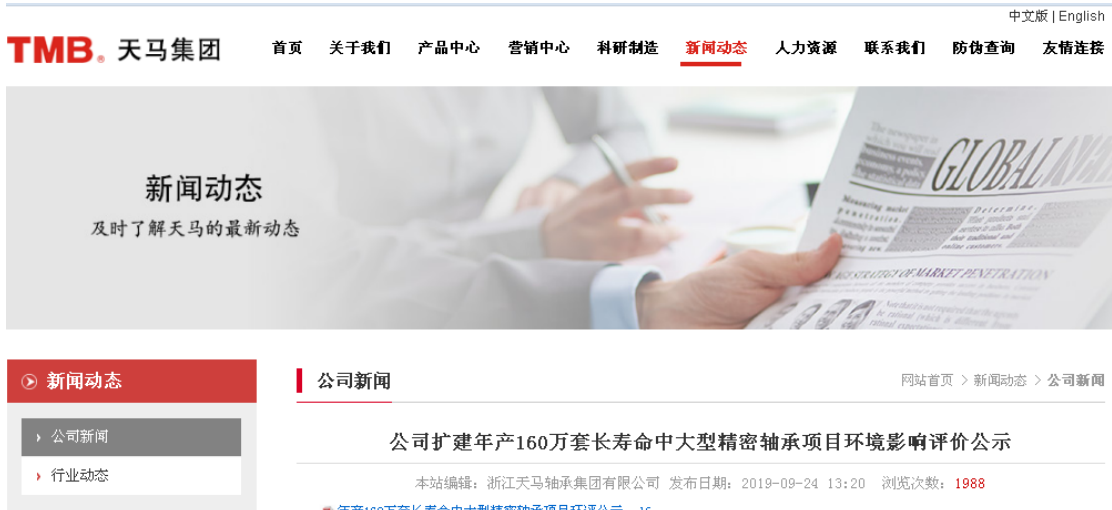 中文版 | English
TMB。天马集团
首页 关于我们 产品中心 营销中心 科研制造 新闻动态 人力资源 联系我们 防伪查询 友情连接
新闻动态
及时了解天马的最新动态
GLOBAL
Measuring market
penetration.
Determine.
STRATEGY OF MARKET PENETRATION
新闻动态
公司新闻
行业动态
公司新闻
网站首页 > 新闻动态 > 公司新闻
公司扩建年产160万套长寿命中大型精密轴承项目环境影响评价公示
本站编辑：浙江天马轴承集团有限公司 发布日期：2019-09-24 13:20 浏览次数：1988